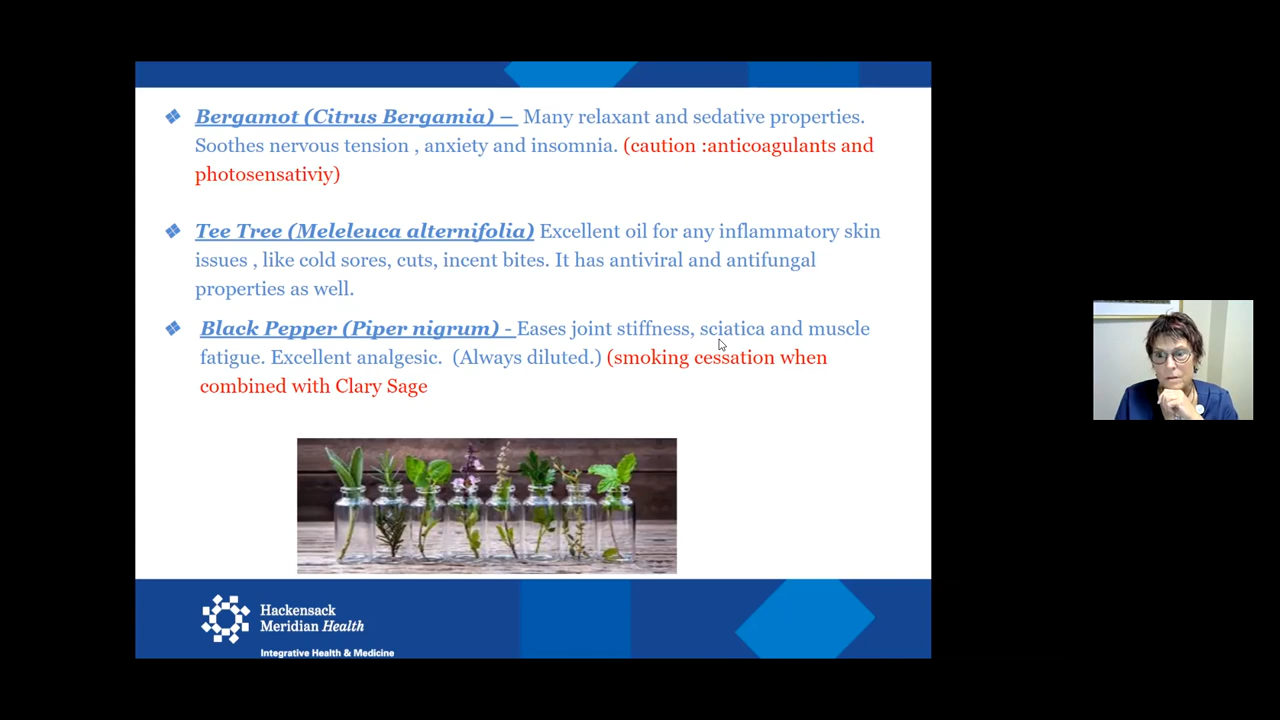 Bergamot (Citrus Bergamia) – Many relaxant and sedative properties.
Soothes nervous tension , anxiety and insomnia. (caution :anticoagulants and
photosensativiy)
Tee Tree (Meleleuca alternifolia) Excellent oil for any inflammatory skin
issues , like cold sores, cuts, incent bites. It has antiviral and antifungal
properties as well.
Black Pepper (Piper nigrum) - Eases joint stiffness, sciatica and muscle
fatigue. Excellent analgesic. (Always diluted.) (smoking cessation when
combined with Clary Sage
Hackensack
Meridian Health
Integrative Health & Medicine